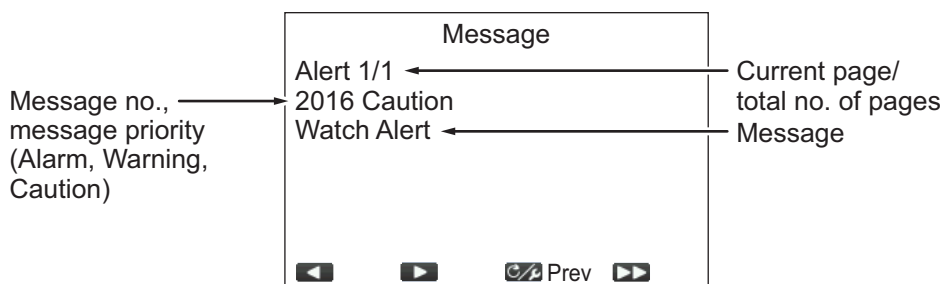 Message
Alert 1/1
2016 Caution
Watch Alert
Prev
Message no.,
message priority
(Alarm, Warning,
Caution)
Current page/
total no. of pages
Message